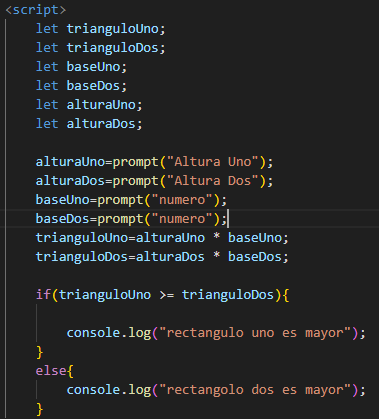 <script>
let trianguloUno;
let trianguloDos;
let baseUno;
let baseDos;
let alturaUno;
let alturaDos;
alturaUno=prompt("Altura Uno");
alturaDos=prompt("Altura Dos");
baseUno=prompt("numero");
baseDos=prompt("numero");
trianguloUno=alturaUno * baseUno;
trianguloDos=alturaDos * baseDos;
if(trianguloUno >= trianguloDos){
console.log("rectangulo uno es mayor");
}
else{
console.log("rectangolo dos es mayor");
}